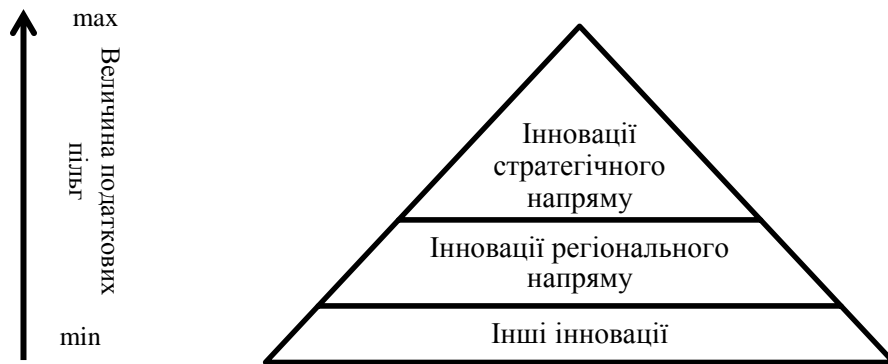 max
Величина податкових
пільг
min
Інновації
стратегічного
напряму
Інновації регіонального
напряму
Інші інновації